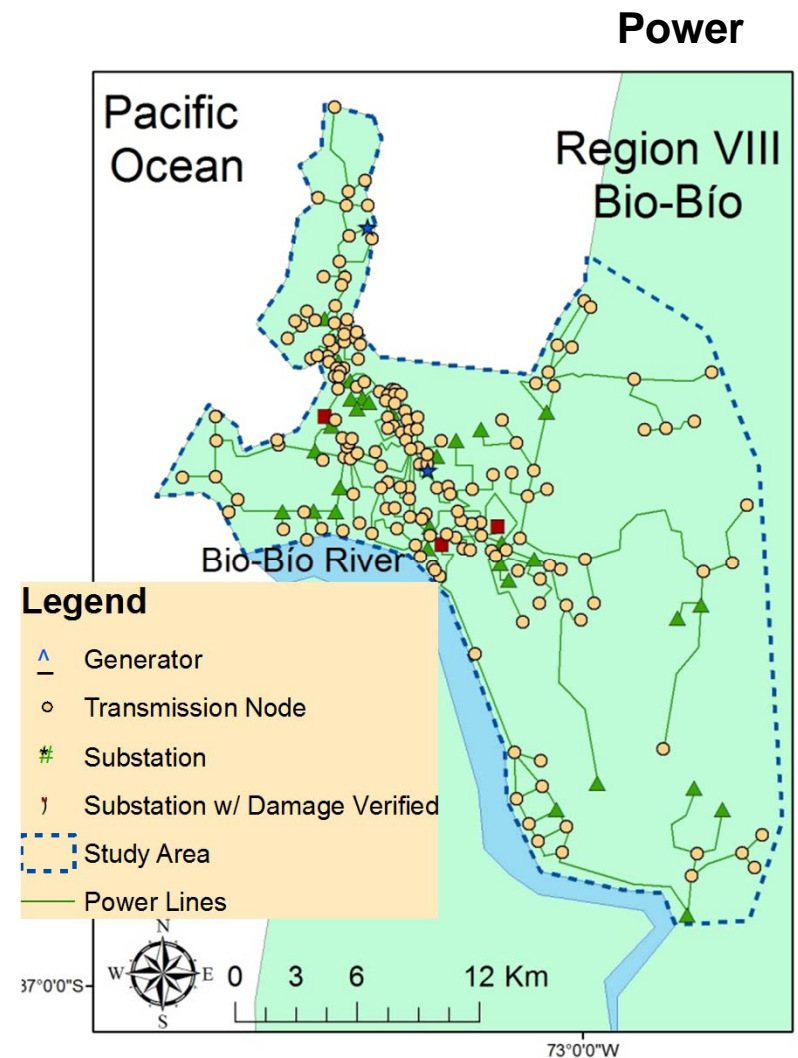 Power
Pacific
Ocean
Region VIII
Bio-Bío
Bio-Bío River
Legend
Generator
Transmission Node
Substation
Substation w/ Damage Verified
Study Area
Power Lines
N
W
E
S
0 3 6 12 Km
37°0'0"S
73°0'0"W